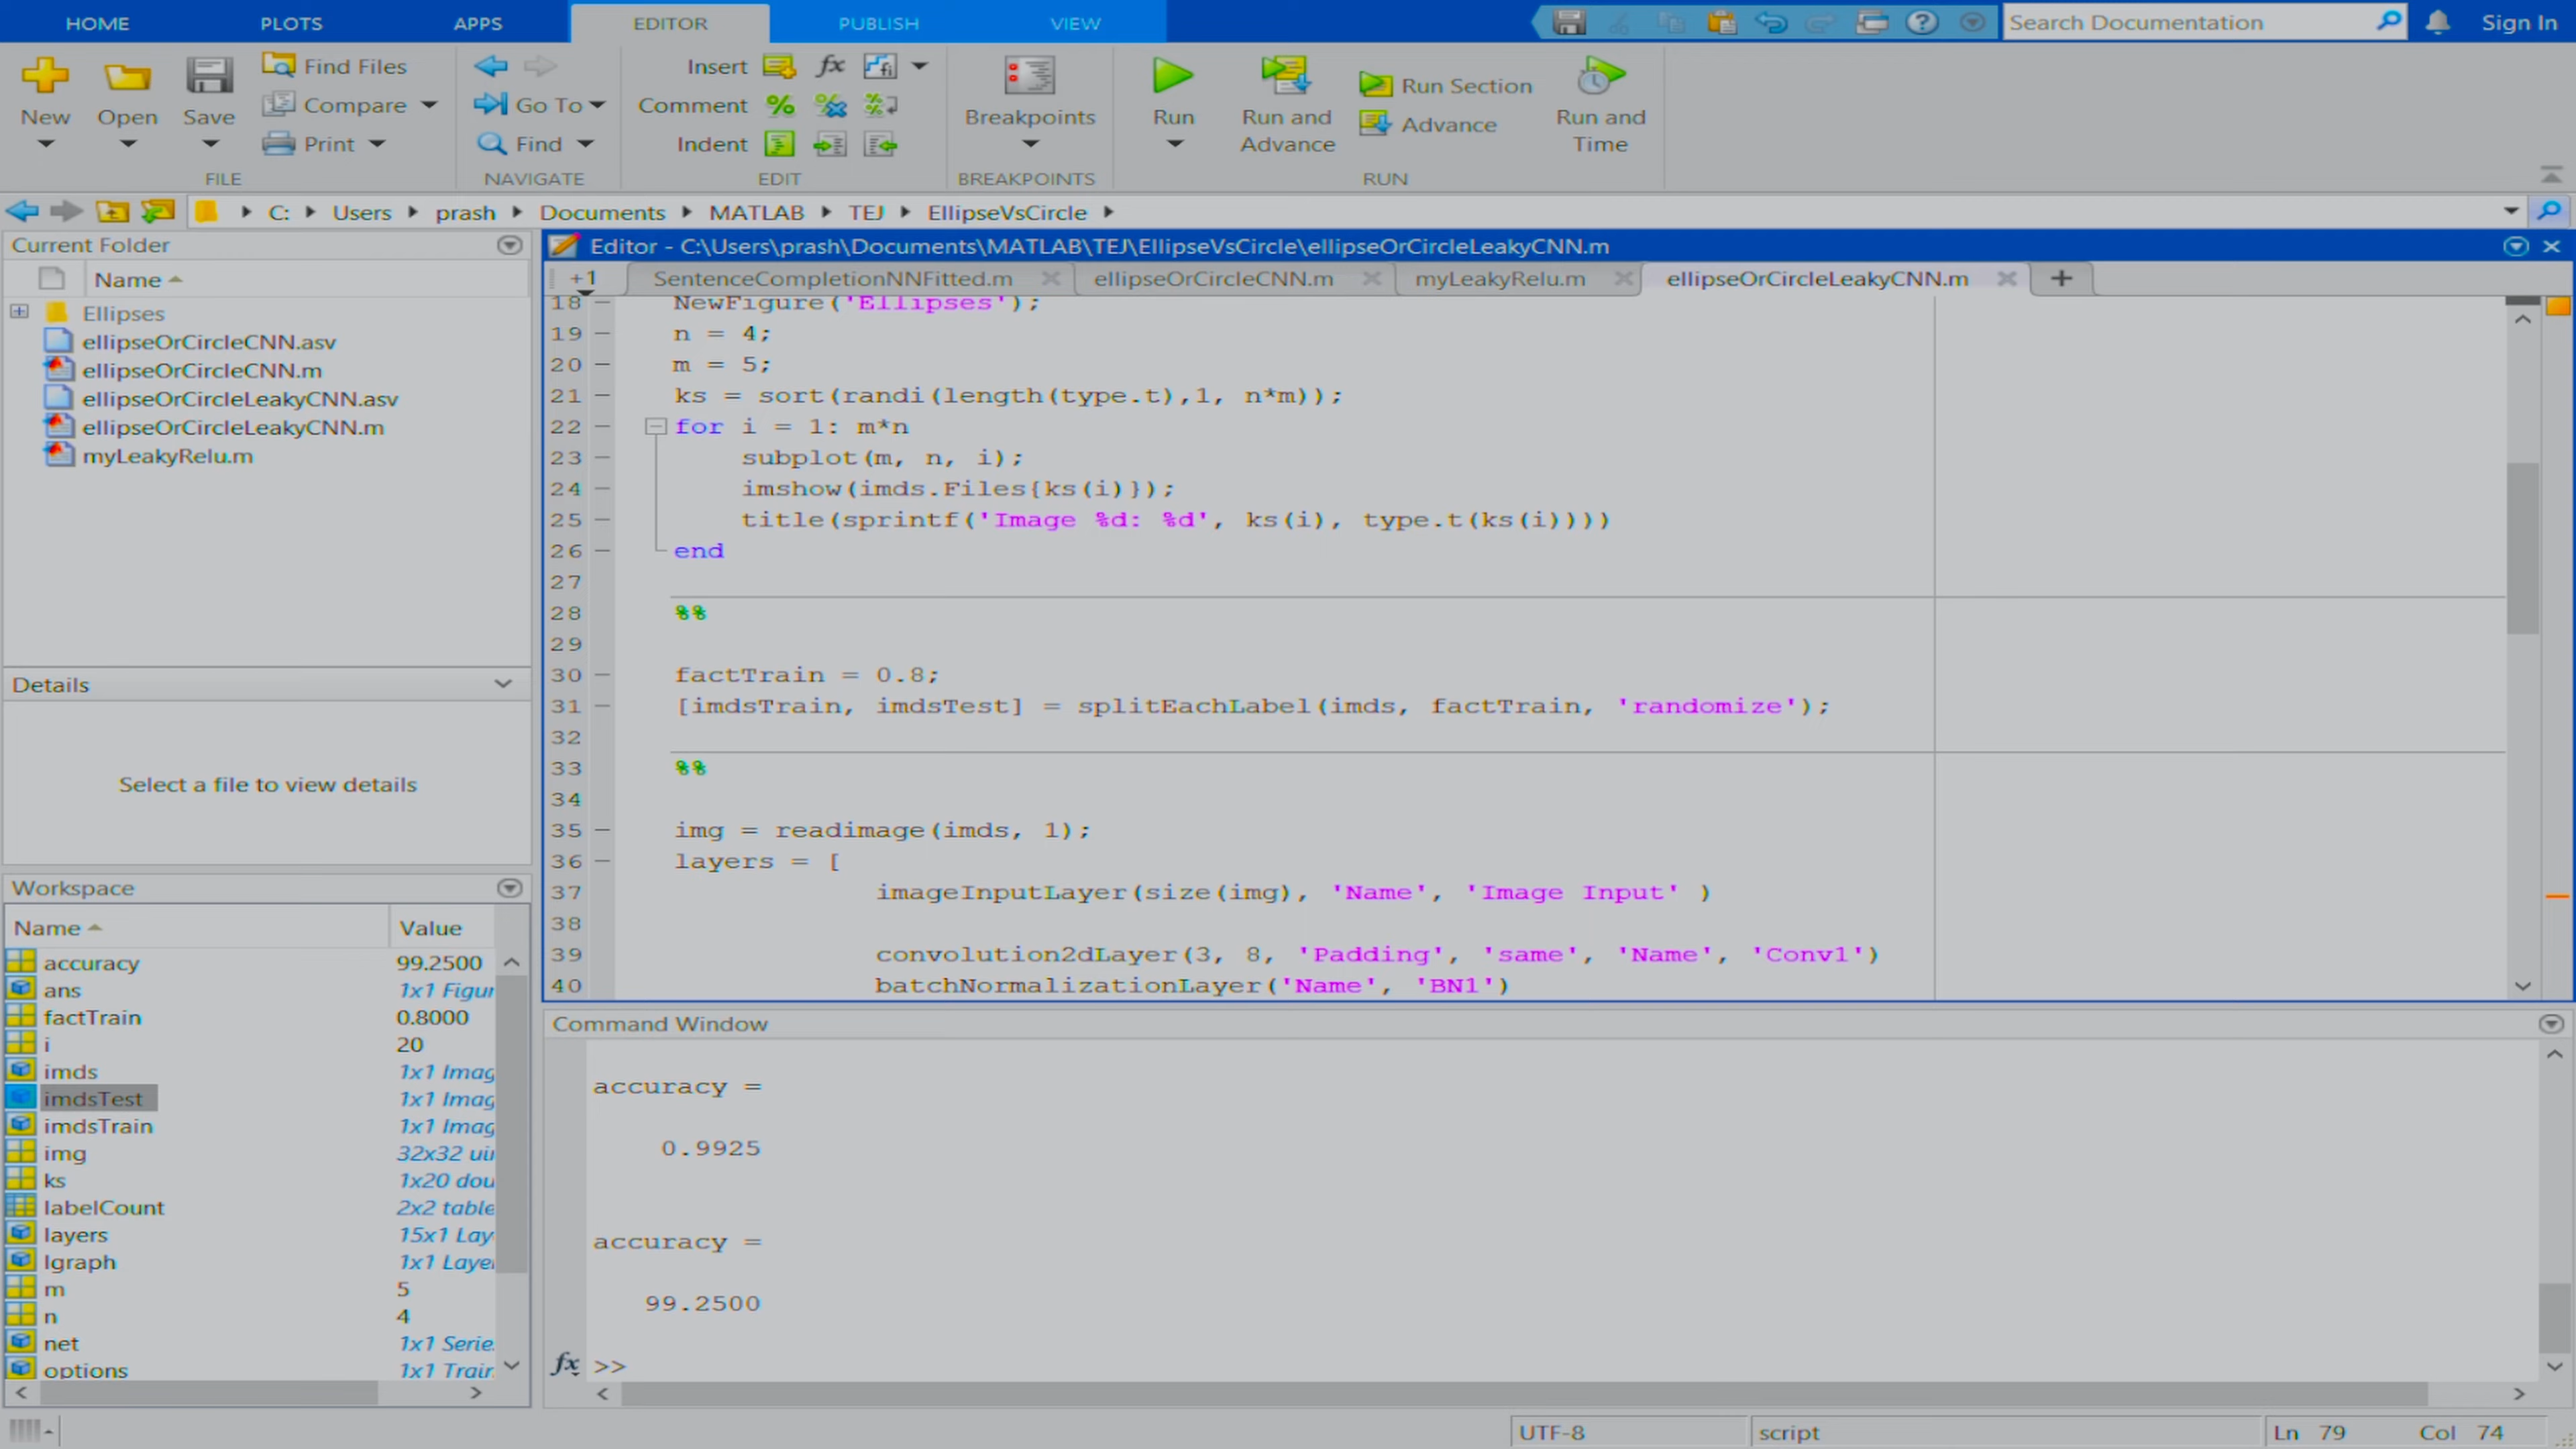 HOME PLOTS APPS EDITOR PUBLISH VIEW Search Documentation Sign In
New Open Save Find Files Compare Print
FILE
Go To Find
NAVIGATE
Insert fx
Comment
Indent
EDIT
Breakpoints
BREAKPOINTS
Run Run and Advance Run Section Advance Run and Time
RUN
C: Users prash Documents MATLAB TEJ EllipseVsCircle
Current Folder
Name
Ellipses
ellipseOrCircleCNN.asv
ellipseOrCircleCNN.m
ellipseOrCircleLeakyCNN.asv
ellipseOrCircleLeakyCNN.m
myLeakyRelu.m
Details
Select a file to view details
Workspace
Name Value
accuracy 99.2500
ans 1x1 Figur
factTrain 0.8000
i 20
imds 1x1 Imag
imdsTest 1x1 Imag
imdsTrain 1x1 Imag
img 32x32 uin
ks 1x20 dou
labelCount 2x2 table
layers 15x1 Lay
lgraph 1x1 Layer
m 5
n 4
net 1x1 Serie
options 1x1 Train
Editor - C:\Users\prash\Documents\MATLAB\TEJ\EllipseVsCircle\ellipseOrCircleLeakyCNN.m
+1 SentenceCompletionNNFitted.m ellipseOrCircleCNN.m myLeakyRelu.m ellipseOrCircleLeakyCNN.m +
18 NewFigure('Ellipses');
19 n = 4;
20 m = 5;
21 ks = sort(randi(length(type.t),1, n*m));
22 for i = 1: m*n
23 subplot(m, n, i);
24 imshow(imds.Files{ks(i)});
25 title(sprintf('Image %d: %d', ks(i), type.t(ks(i))))
26 end
27
28 %%
29
30 factTrain = 0.8;
31 [imdsTrain, imdsTest] = splitEachLabel(imds, factTrain, 'randomize');
32
33 %%
34
35 img = readimage(imds, 1);
36 layers = [
37 imageInputLayer(size(img), 'Name', 'Image Input' )
38
39 convolution2dLayer(3, 8, 'Padding', 'same', 'Name', 'Conv1')
40 batchNormalizationLayer('Name', 'BN1')
Command Window
accuracy =
0.9925
accuracy =
99.2500
fx >>
UTF-8 script Ln 79 Col 74